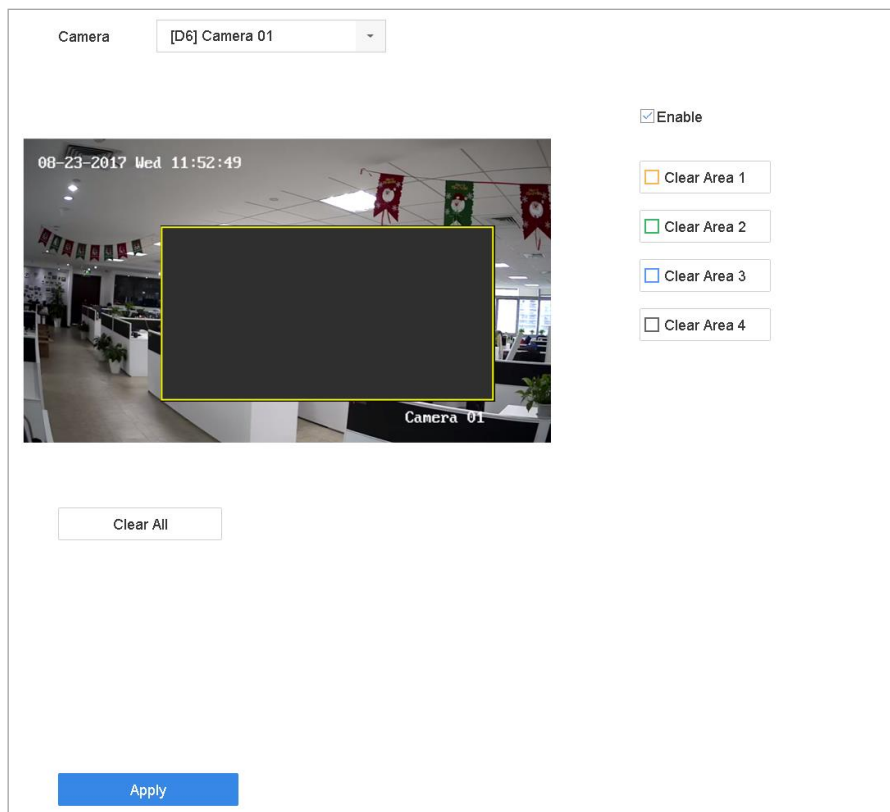 Camera
[D6] Camera 01
Enable
08-23-2017 Wed 11:52:49
Clear Area 1
Clear Area 2
Clear Area 3
Clear Area 4
Camera 01
Clear All
Apply